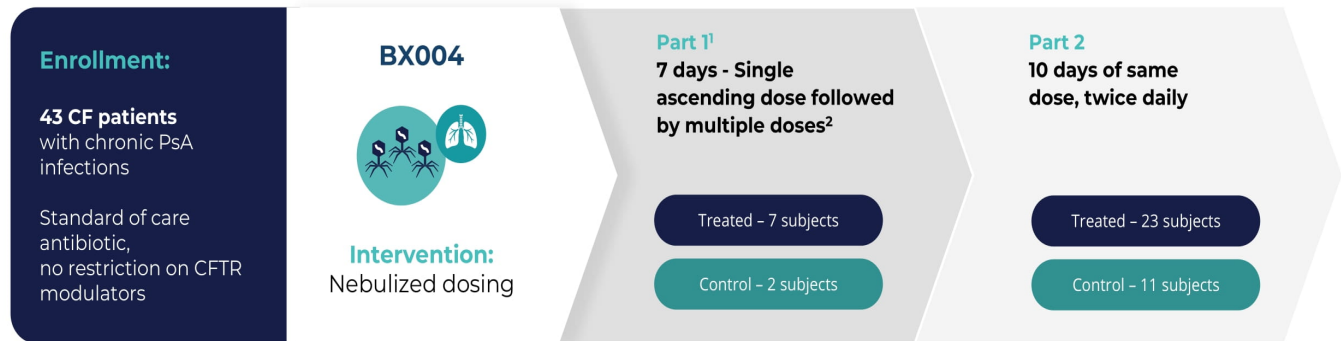 Enrollment:
43 CF patients
with chronic PsA
infections
Standard of care
antibiotic,
no restriction on CFTR
modulators
BX004
Intervention:
Nebulized dosing
Part 1¹
7 days - Single
ascending dose followed
by multiple doses²
Treated – 7 subjects
Control – 2 subjects
Part 2
10 days of same
dose, twice daily
Treated – 23 subjects
Control – 11 subjects